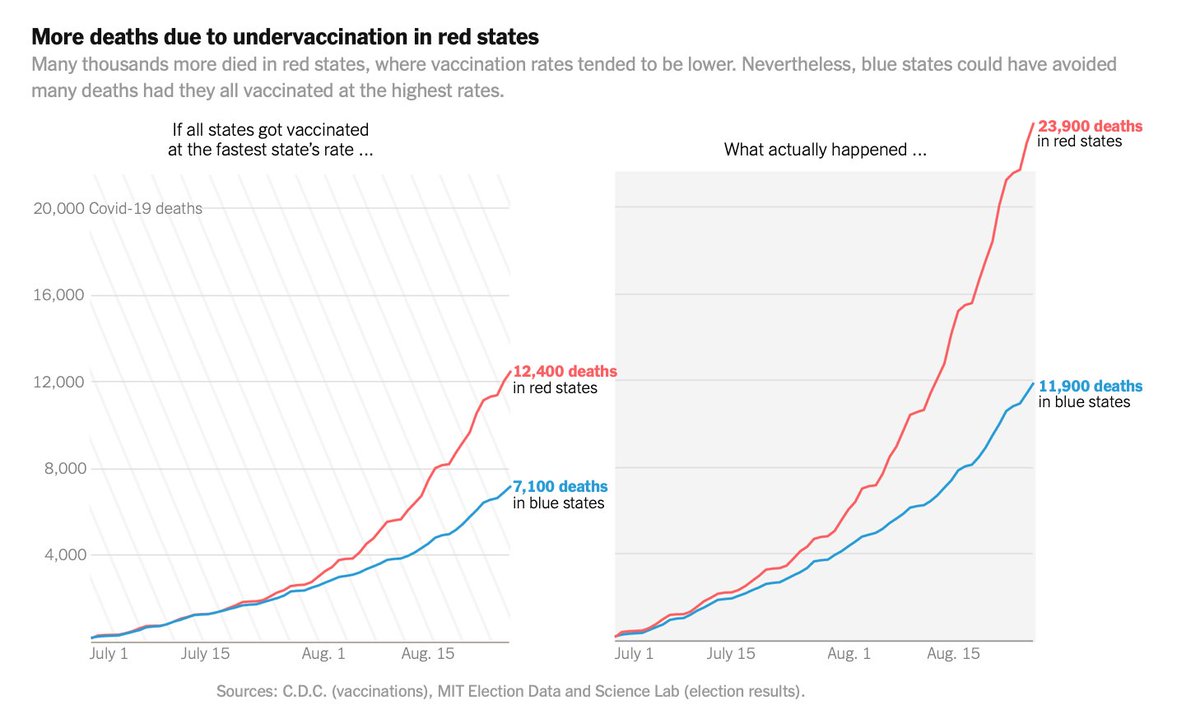 More deaths due to undervaccination in red states
Many thousands more died in red states, where vaccination rates tended to be lower. Nevertheless, blue states could have avoided
many deaths had they all vaccinated at the highest rates.
If all states got vaccinated
at the fastest state’s rate ...
20,000 Covid-19 deaths
16,000
12,000
8,000
4,000
12,400 deaths
in red states
7,100 deaths
in blue states
July 1
July 15
Aug. 1
Aug. 15
What actually happened ...
23,900 deaths
in red states
11,900 deaths
in blue states
July 1
July 15
Aug. 1
Aug. 15
Sources: C.D.C. (vaccinations), MIT Election Data and Science Lab (election results).